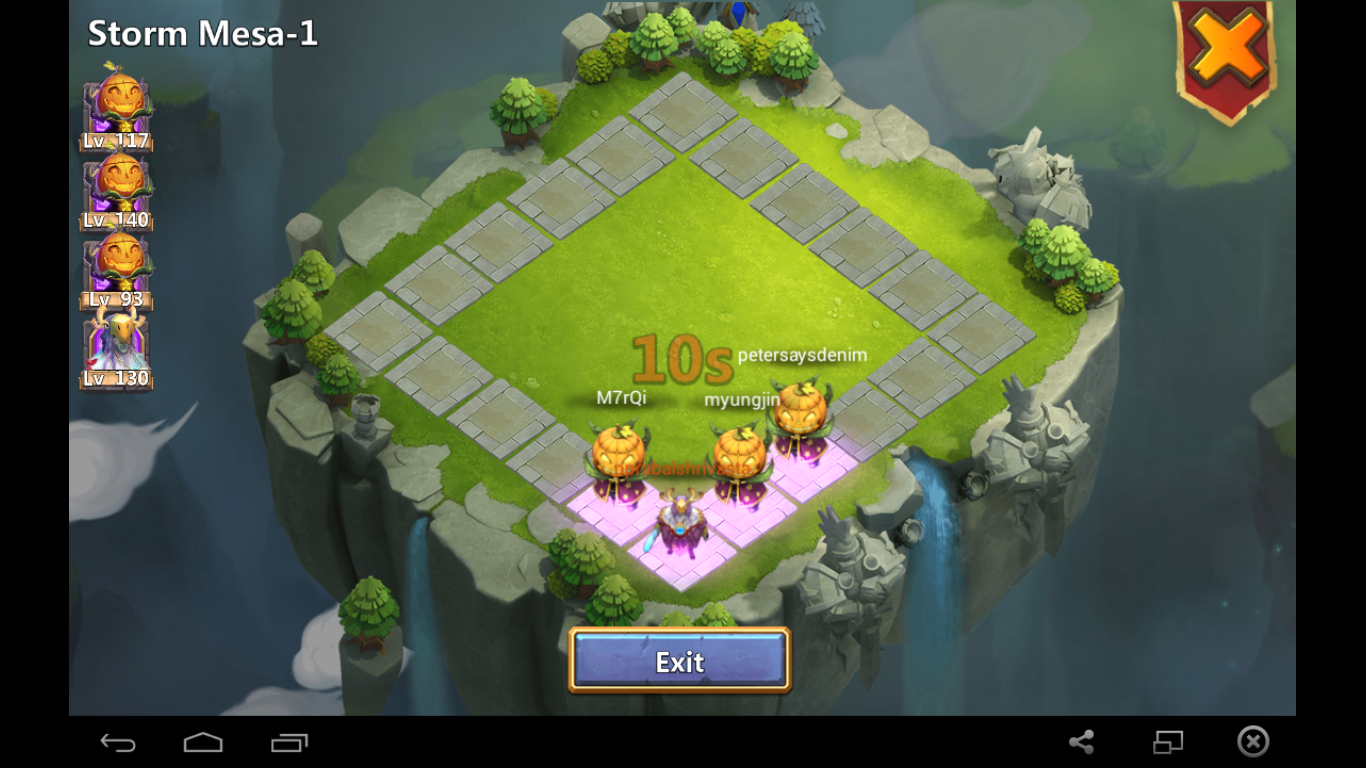 Storm Mesa-1
Lv 117
Lv 140
Lv 93
Lv 130
10s
petersaysdenim
M7rQi
myungjin
Exit